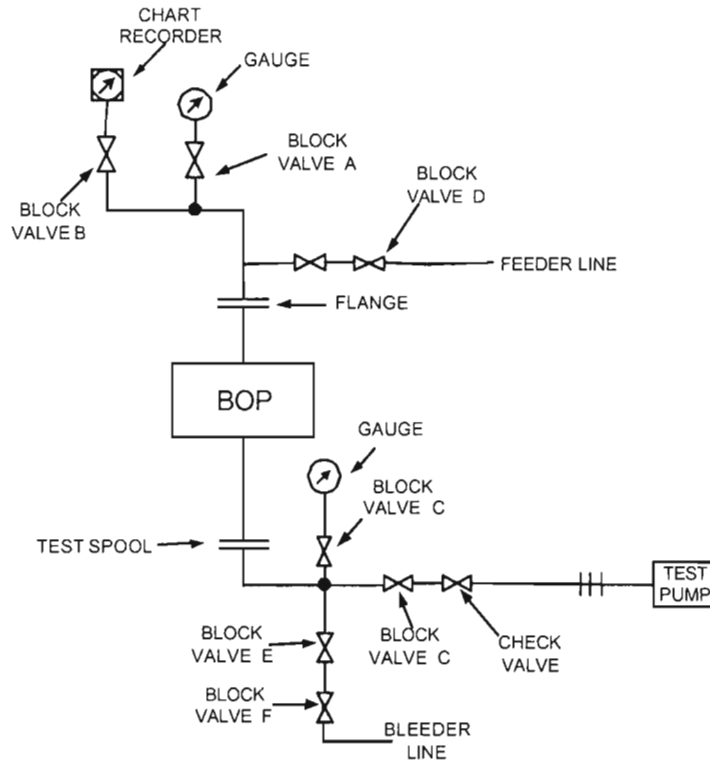 CHART
RECORDER
GAUGE
BLOCK
VALVE A
BLOCK
VALVE D
BLOCK
VALVE B
FEEDER LINE
FLANGE
BOP
GAUGE
BLOCK
VALVE C
TEST SPOOL
TEST
PUMP
BLOCK
VALVE E
BLOCK
VALVE C
CHECK
VALVE
BLOCK
VALVE F
BLEEDER
LINE